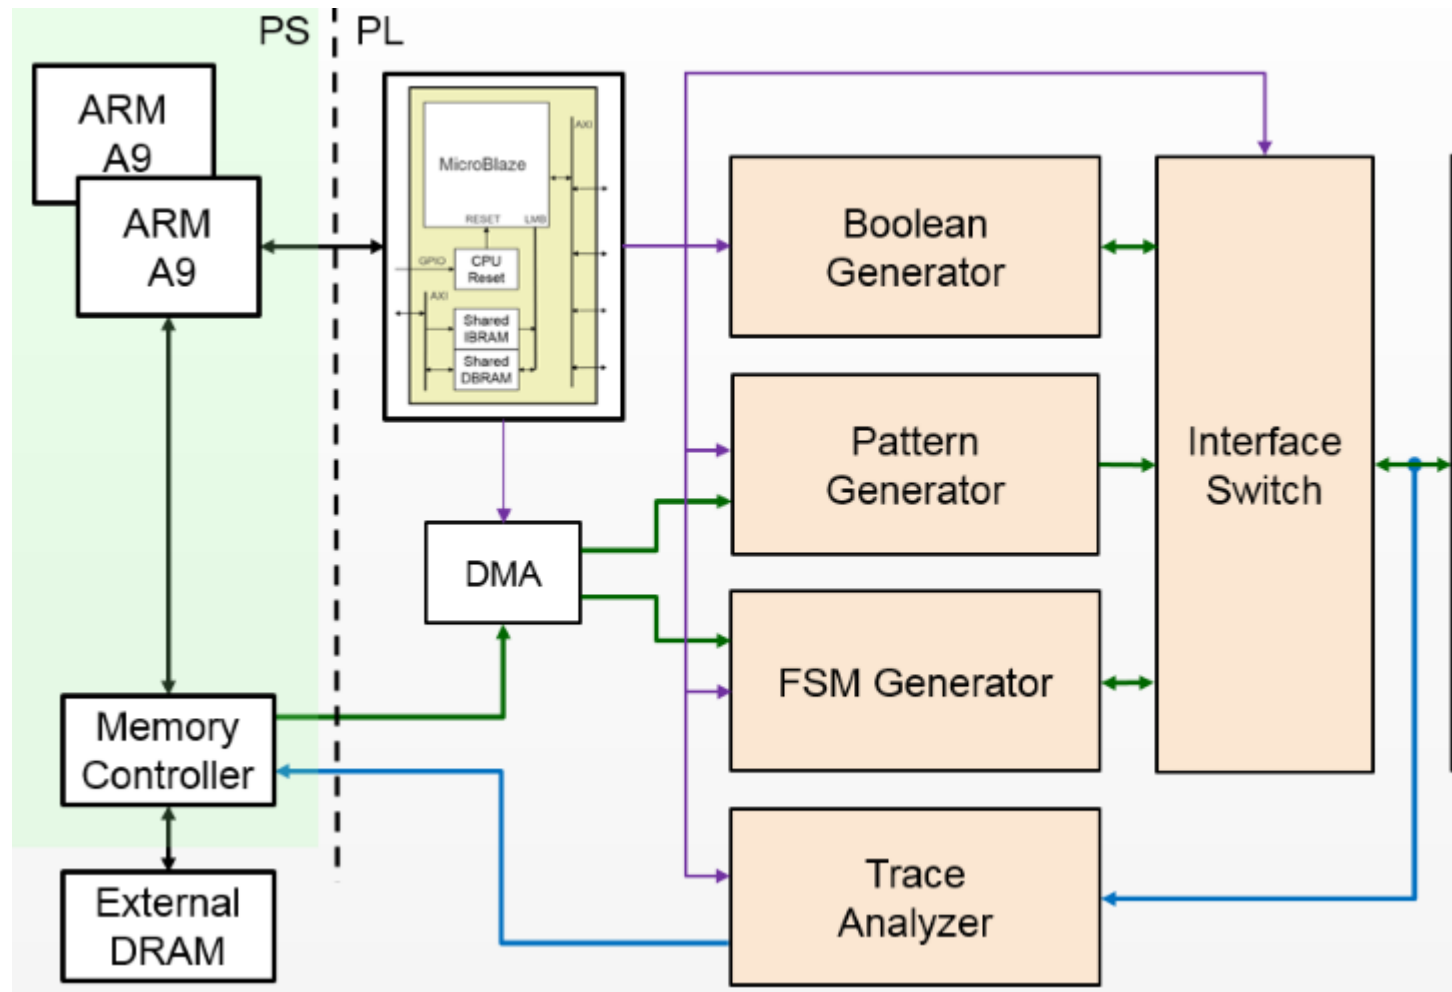 PS
PL
ARM
A9
ARM
A9
MicroBlaze
AXI
RESET
LMB
GPIO
CPU
Reset
AXI
Shared
IBRAM
Shared
DBRAM
Boolean
Generator
Pattern
Generator
Interface
Switch
DMA
FSM Generator
Memory
Controller
Trace
Analyzer
External
DRAM